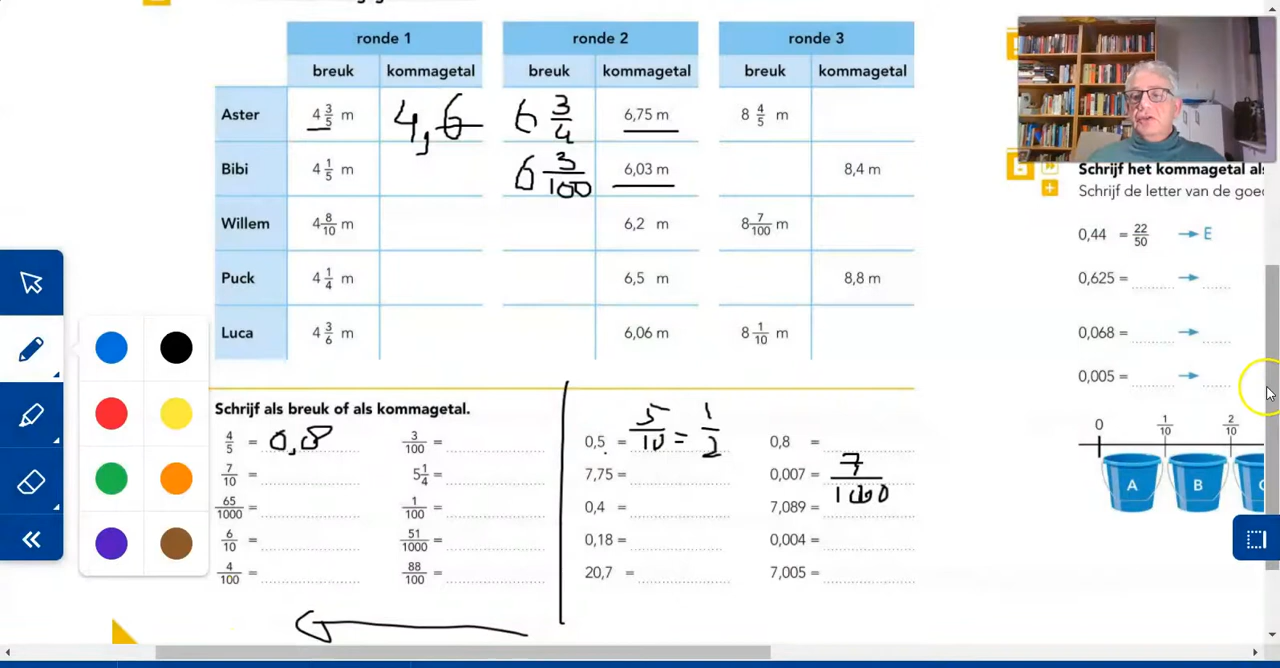 ronde 1 ronde 2 ronde 3
breuk kommagetal breuk kommagetal breuk kommagetal
Aster 4 3/5 m 4,6 6 3/4 6,75 m 8 4/5 m
Bibi 4 1/5 m 6 3/100 6,03 m 8,4 m
Willem 4 8/10 m 6,2 m 8 7/100 m
Puck 4 1/4 m 6,5 m 8,8 m
Luca 4 3/6 m 6,06 m 8 1/10 m
Schrijf als breuk of als kommagetal.
4/5 = 0,8 3/100 = 0,5 = 5/10 = 1/2 0,8 =
7/10 = 5 1/4 = 7,75 = 0,007 = 7/1000
65/1000 = 1/100 = 0,4 = 7,089 =
6/10 = 51/1000 = 0,18 = 0,004 =
4/100 = 88/100 = 20,7 = 7,005 =
Schrijf het kommagetal als
Schrijf de letter van de goe
0,44 = 22/50 → E
0,625 = →
0,068 = →
0,005 = →
0 1/10 2/10
A B